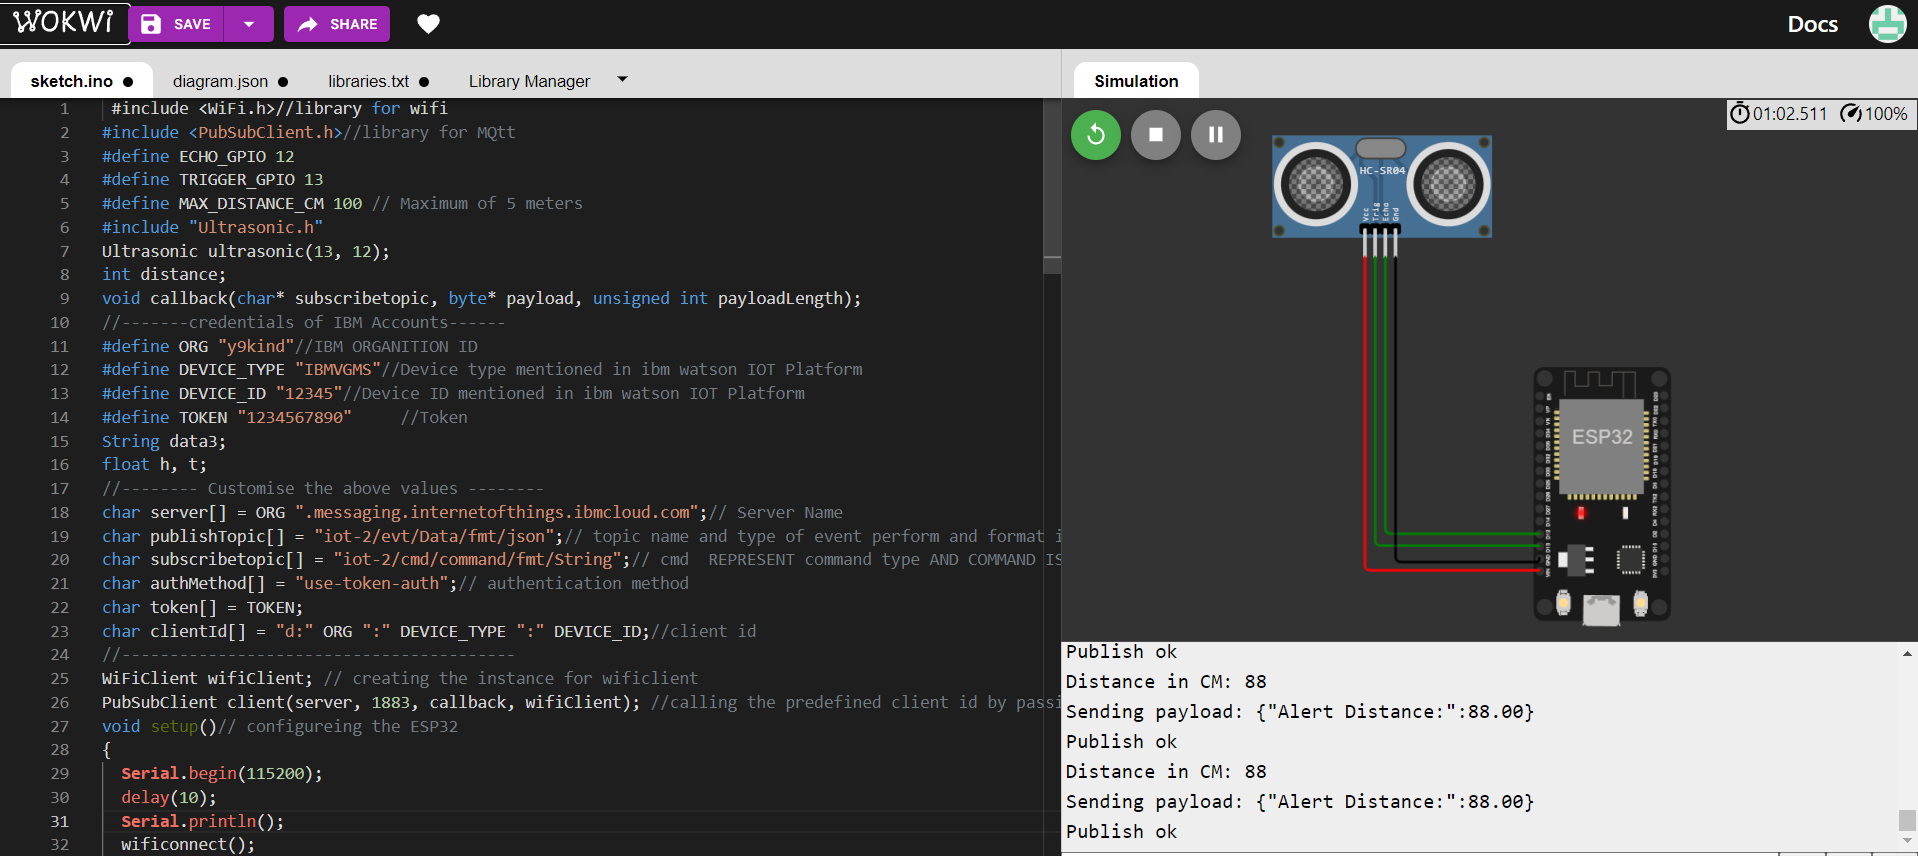 WOKWI SAVE SHARE Docs
sketch.ino ● diagram.json ● libraries.txt ● Library Manager Simulation
1 #include <WiFi.h>//library for wifi
2 #include <PubSubClient.h>//library for MQtt
3 #define ECHO_GPIO 12
4 #define TRIGGER_GPIO 13
5 #define MAX_DISTANCE_CM 100 // Maximum of 5 meters
6 #include "Ultrasonic.h"
7 Ultrasonic ultrasonic(13, 12);
8 int distance;
9 void callback(char* subscribetopic, byte* payload, unsigned int payloadLength);
10 //-------credentials of IBM Accounts------
11 #define ORG "y9kind"//IBM ORGANITION ID
12 #define DEVICE_TYPE "IBMVGMS"//Device type mentioned in ibm watson IOT Platform
13 #define DEVICE_ID "12345"//Device ID mentioned in ibm watson IOT Platform
14 #define TOKEN "1234567890"     //Token
15 String data3;
16 float h, t;
17 //-------- Customise the above values --------
18 char server[] = ORG ".messaging.internetofthings.ibmcloud.com";// Server Name
19 char publishTopic[] = "iot-2/evt/Data/fmt/json";// topic name and type of event perform and format i
20 char subscribetopic[] = "iot-2/cmd/command/fmt/String";// cmd  REPRESENT command type AND COMMAND IS
21 char authMethod[] = "use-token-auth";// authentication method
22 char token[] = TOKEN;
23 char clientId[] = "d:" ORG ":" DEVICE_TYPE ":" DEVICE_ID;//client id
24 //-----------------------------------------
25 WiFiClient wifiClient; // creating the instance for wificlient
26 PubSubClient client(server, 1883, callback, wifiClient); //calling the predefined client id by passi
27 void setup()// configureing the ESP32
28 {
29   Serial.begin(115200);
30   delay(10);
31   Serial.println();
32   wificonnect();
01:02.511 100%
HC-SR04
Vcc
Trig
Echo
Gnd
ESP32
Publish ok
Distance in CM: 88
Sending payload: {"Alert Distance:":88.00}
Publish ok
Distance in CM: 88
Sending payload: {"Alert Distance:":88.00}
Publish ok